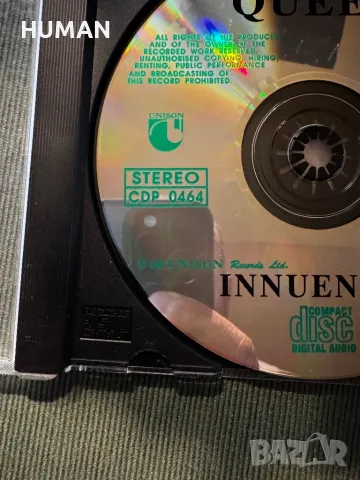 HUMAN
QUEE
ALL RIGHTS OF THE PRODUCER
AND OF THE OWNER OF THE
RECORDED WORK RESERVED
UNAUTHORISED COPYING, HIRING,
RENTING, PUBLIC PERFORMANCE
AND BROADCASTING OF
THIS RECORD PROHIBITED.
UNISON
STEREO
CDP 0464
UNISON Records Ltd.
INNUEN
COMPACT
disc
DIGITAL AUDIO
BAZAR
bg